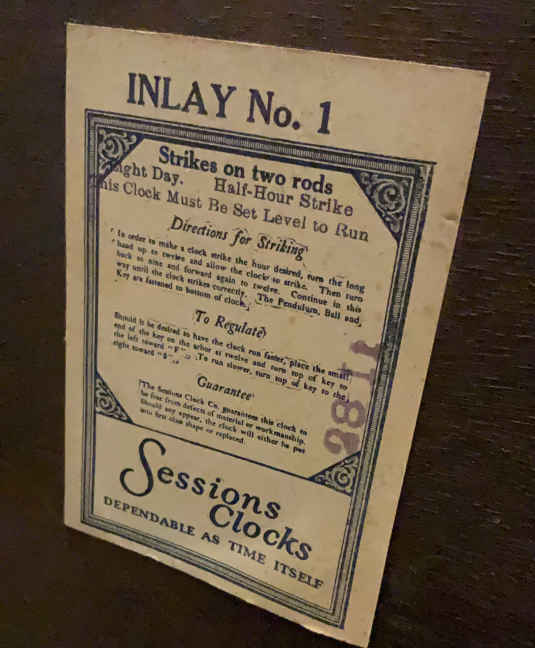 INLAY No. 1
Strikes on two rods
ight Day. Half-Hour Strike
his Clock Must Be Set Level to Run
Directions for Striking
In order to make a clock strike the hour desired, turn the long
hand up to twelve and allow the clock to strike. Then turn
back to nine and forward again to twelve. Continue in this
way until the clock strikes correctly. The Pendulum, Ball and
Key are fastened to bottom of clock.
To Regulate
Should it be desired to have the clock run faster, place the small
end of the key on the arbor at twelve and turn top of key to
the left toward "F". To run slower, turn top of key to the
right toward "S".
Guarantee
The Sessions Clock Co. guarantees this clock to
be free from defects of material or workmanship.
Should any appear, the clock will either be put
into first class shape or replaced.
Sessions
Clocks
DEPENDABLE AS TIME ITSELF